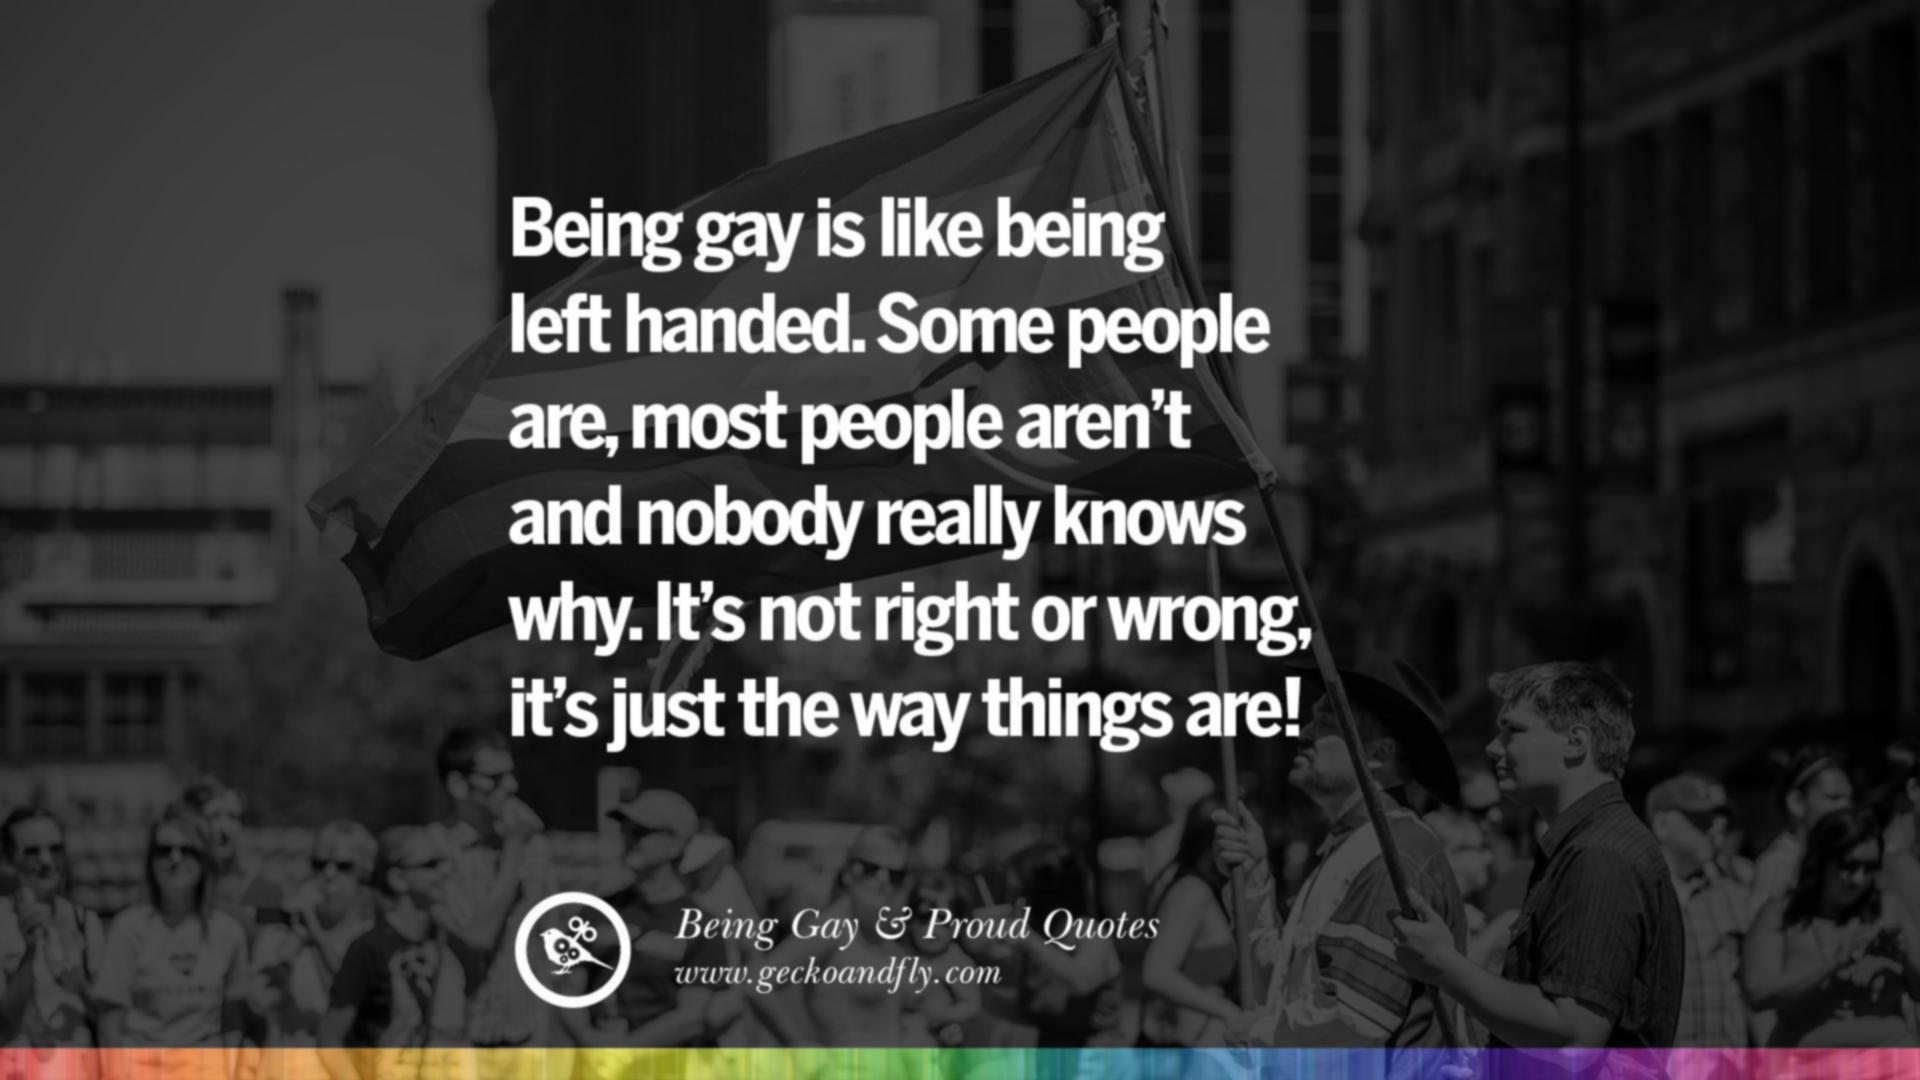 Being gay is like being
left handed. Some people
are, most people aren’t
and nobody really knows
why. It’s not right or wrong,
it’s just the way things are!
Being Gay & Proud Quotes
www.geckoandfly.com